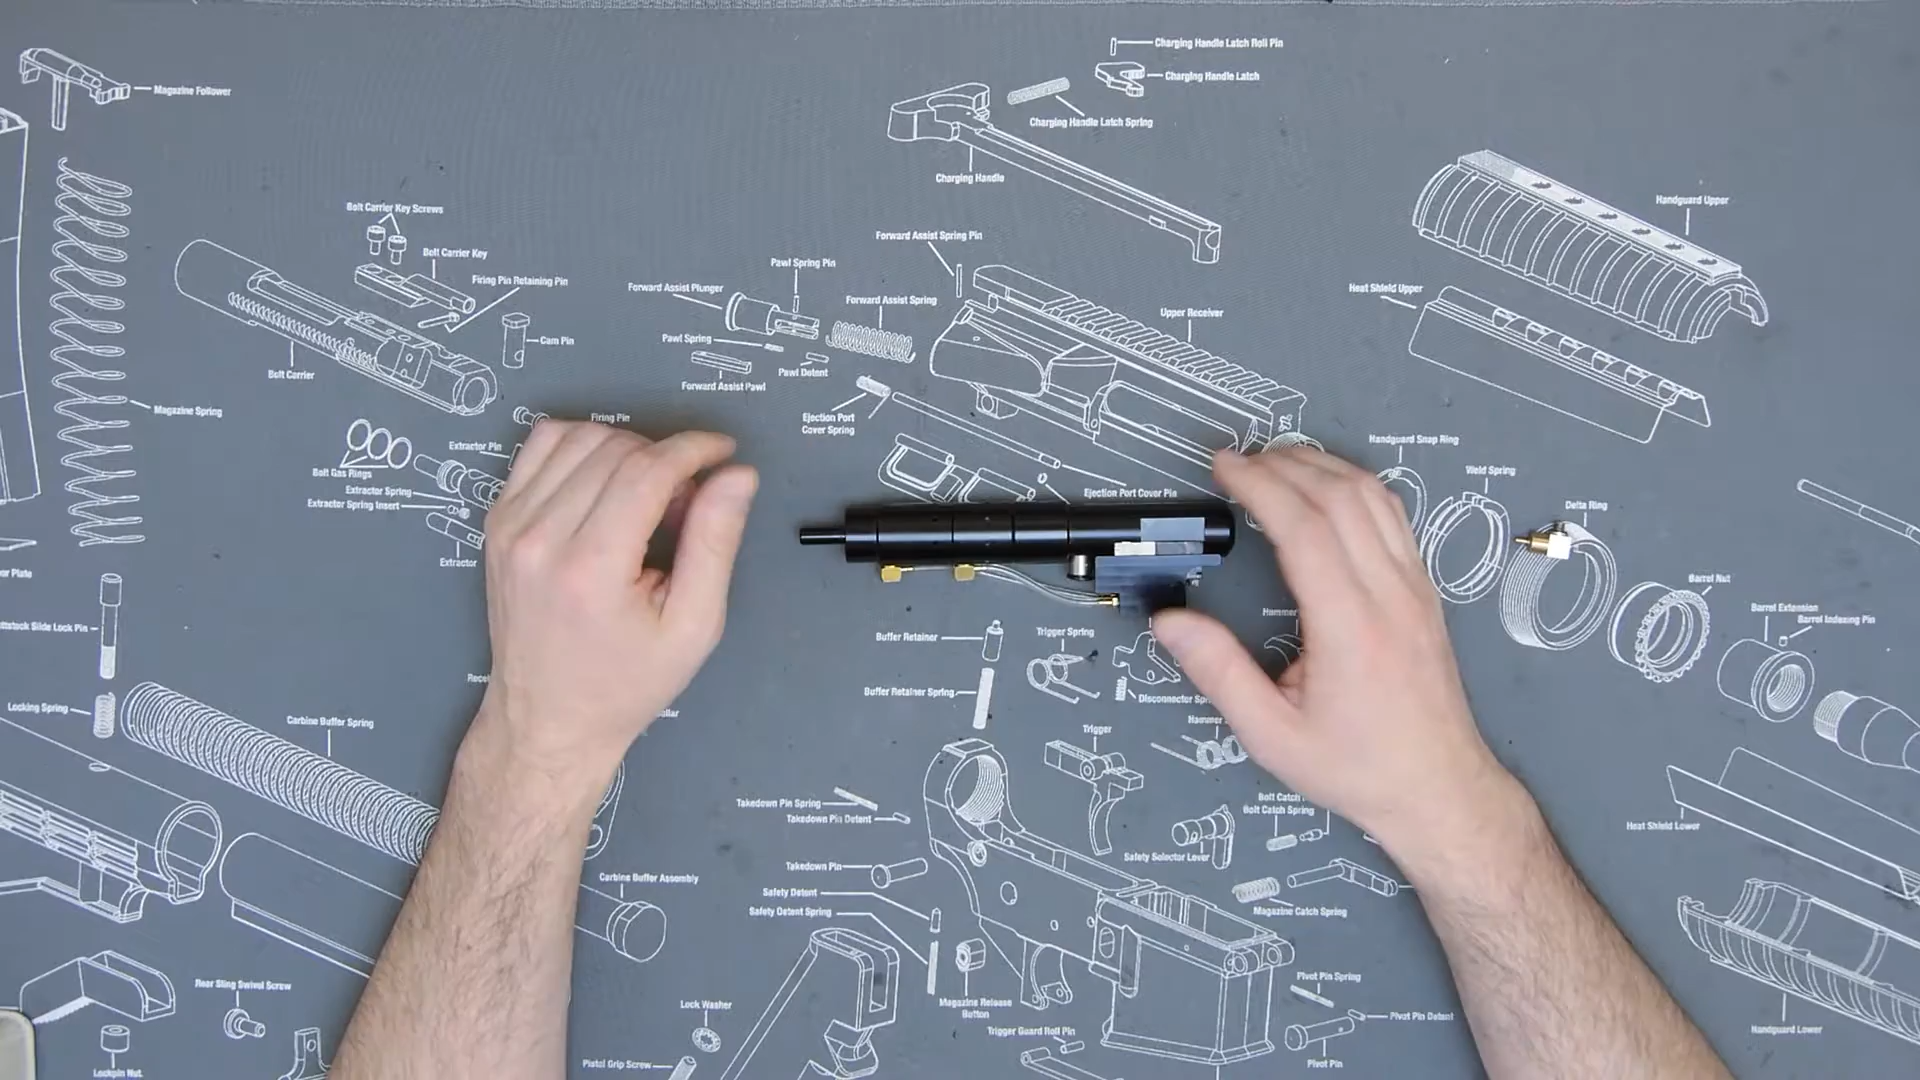 Charging Handle Latch Roll Pin
Charging Handle Latch
Magazine Follower
Charging Handle Latch Spring
Charging Handle
Handguard Upper
Bolt Carrier Key Screws
Forward Assist Spring Pin
Bolt Carrier Key
Pawl Spring Pin
Firing Pin Retaining Pin
Forward Assist Plunger
Heat Shield Upper
Forward Assist Spring
Upper Receiver
Pawl Spring
Cam Pin
Pawl Detent
Bolt Carrier
Forward Assist Pawl
Magazine Spring
Firing Pin
Ejection Port
Cover Spring
Extractor Pin
Handguard Snap Ring
Bolt Gas Rings
Weld Spring
Extractor Spring
Ejection Port Cover Pin
Extractor Spring Insert
Delta Ring
Extractor
Barrel Nut
Barrel Extension
Barrel Indexing Pin
Hammer
Slide Lock Pin
Buffer Retainer
Trigger Spring
Buffer Retainer Spring
Disconnector
Locking Spring
Carbine Buffer Spring
Hammer
Trigger
Takedown Pin Spring
Takedown Pin Detent
Bolt Catch
Bolt Catch Spring
Heat Shield Lower
Safety Selector Lever
Takedown Pin
Carbine Buffer Assembly
Safety Detent
Safety Detent Spring
Magazine Catch Spring
Rear Sling Swivel Screw
Pivot Pin Spring
Lock Washer
Magazine Release
Button
Pivot Pin Detent
Trigger Guard Roll Pin
Handguard Lower
Pistol Grip Screw
Pivot Pin
Lockpin Nut